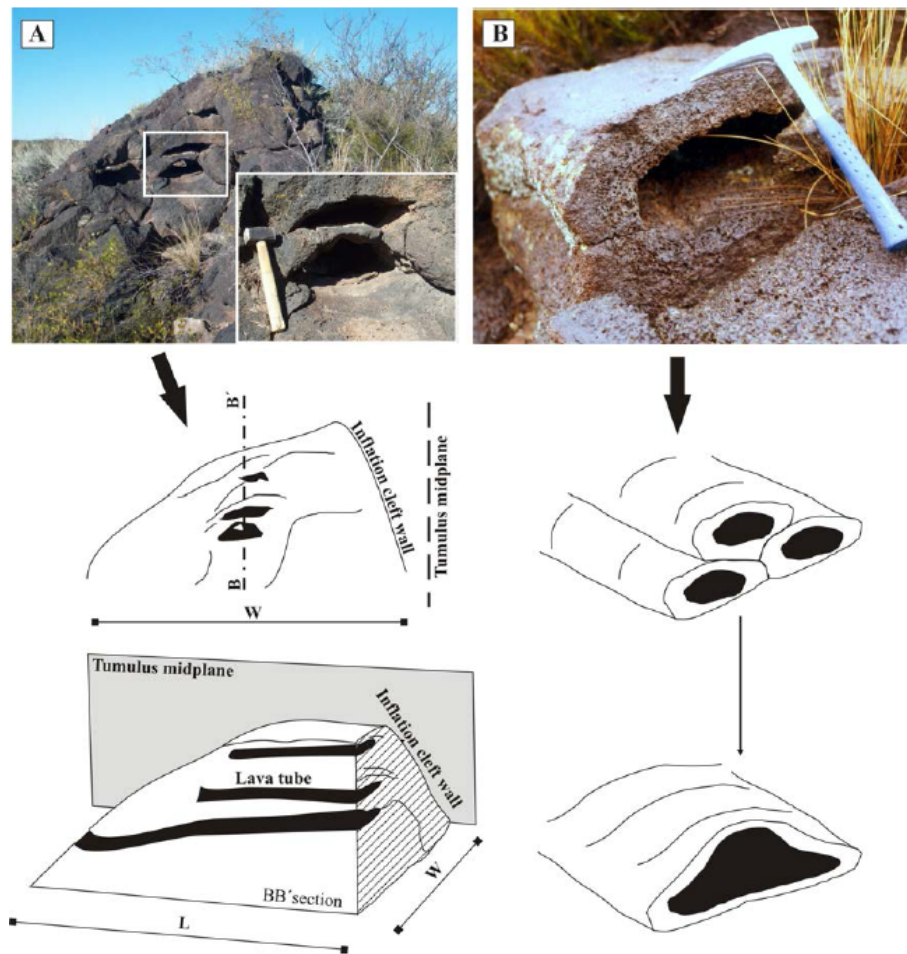 A
B
B´
B
Inflation cleft wall
Tumulus midplane
W
Tumulus midplane
Inflation cleft wall
Lava tube
BB´section
W
L